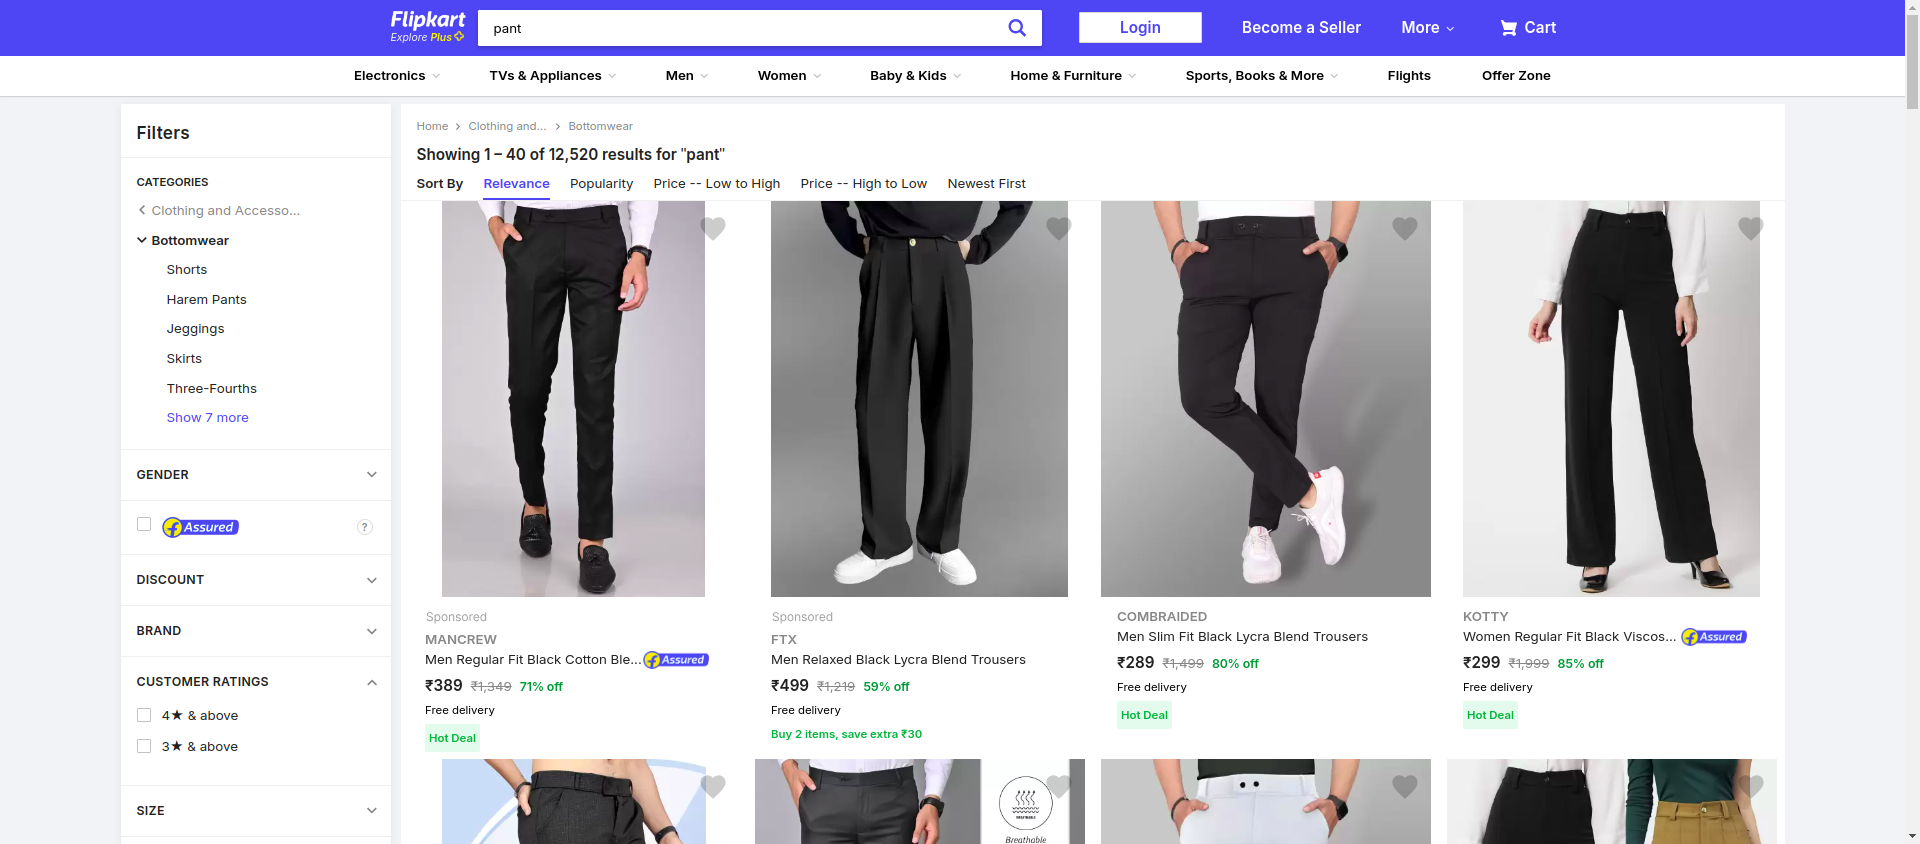 Flipkart
Explore Plus
pant
Login
Become a Seller
More
Cart
Electronics
TVs & Appliances
Men
Women
Baby & Kids
Home & Furniture
Sports, Books & More
Flights
Offer Zone
Filters
CATEGORIES
Clothing and Accesso...
Bottomwear
Shorts
Harem Pants
Jeggings
Skirts
Three-Fourths
Show 7 more
GENDER
Assured
?
DISCOUNT
BRAND
CUSTOMER RATINGS
4★ & above
3★ & above
SIZE
Home
Clothing and...
Bottomwear
Showing 1 – 40 of 12,520 results for "pant"
Sort By
Relevance
Popularity
Price -- Low to High
Price -- High to Low
Newest First
Sponsored
MANCREW
Men Regular Fit Black Cotton Ble...
Assured
₹389 ₹1,349 71% off
Free delivery
Hot Deal
Sponsored
FTX
Men Relaxed Black Lycra Blend Trousers
₹499 ₹1,219 59% off
Free delivery
Buy 2 items, save extra ₹30
COMBRAIDED
Men Slim Fit Black Lycra Blend Trousers
₹289 ₹1,499 80% off
Free delivery
Hot Deal
KOTTY
Women Regular Fit Black Viscos...
Assured
₹299 ₹1,999 85% off
Free delivery
Hot Deal
BREATHABLE
Breathable